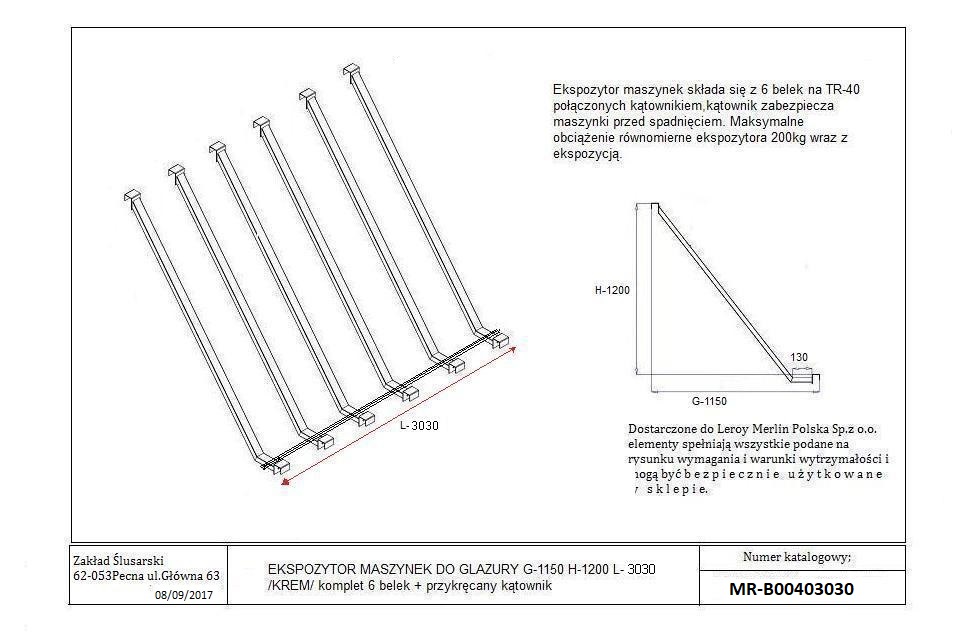 Ekspozytor maszynek składa się z 6 belek na TR-40
połączonych kątownikiem,kątownik zabezpiecza
maszynki przed spadnięciem. Maksymalne
obciążenie równomierne ekspozytora 200kg wraz z
ekspozycją.
H-1200
130
G-1150
L-3030
Dostarczone do Leroy Merlin Polska Sp.z o.o.
elementy spełniają wszystkie podane na
rysunku wymagania i warunki wytrzymałości i
mogą być b e z p i e c z n i e u ż y t k o w a n e
w s k l e p i e.
Zakład Ślusarski
62-053Pecna ul.Główna 63
08/09/2017
EKSPOZYTOR MASZYNEK DO GLAZURY G-1150 H-1200 L- 3030
/KREM/ komplet 6 belek + przykręcany kątownik
Numer katalogowy;
MR-B00403030